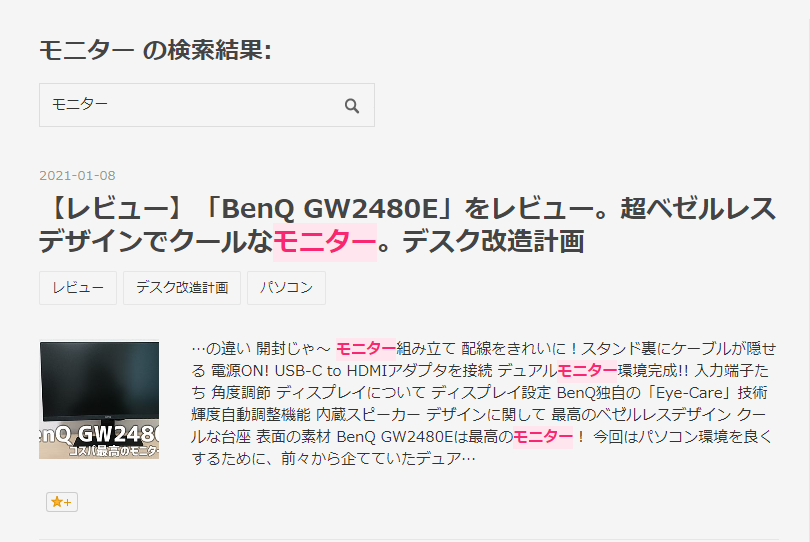 モニター の検索結果:
モニター
2021-01-08
【レビュー】「BenQ GW2480E」をレビュー。超ベゼルレス
デザインでクールなモニター。デスク改造計画
レビュー デスク改造計画 パソコン
…の違い 開封じゃ〜 モニター組み立て 配線をきれいに！スタンド裏にケーブルが隠せ
る 電源ON! USB-C to HDMIアダプタを接続 デュアルモニター環境完成!! 入力端子た
ち 角度調節 ディスプレイについて ディスプレイ設定 BenQ独自の「Eye-Care」技術
輝度自動調整機能 内蔵スピーカー デザインに関して 最高のベゼルレスデザイン クー
ルな台座 表面の素材 BenQ GW2480Eは最高のモニター！ 今回はパソコン環境を良く
するために、前々から企てていたデュア…
enQ GW2480
コスパ最高のモニター